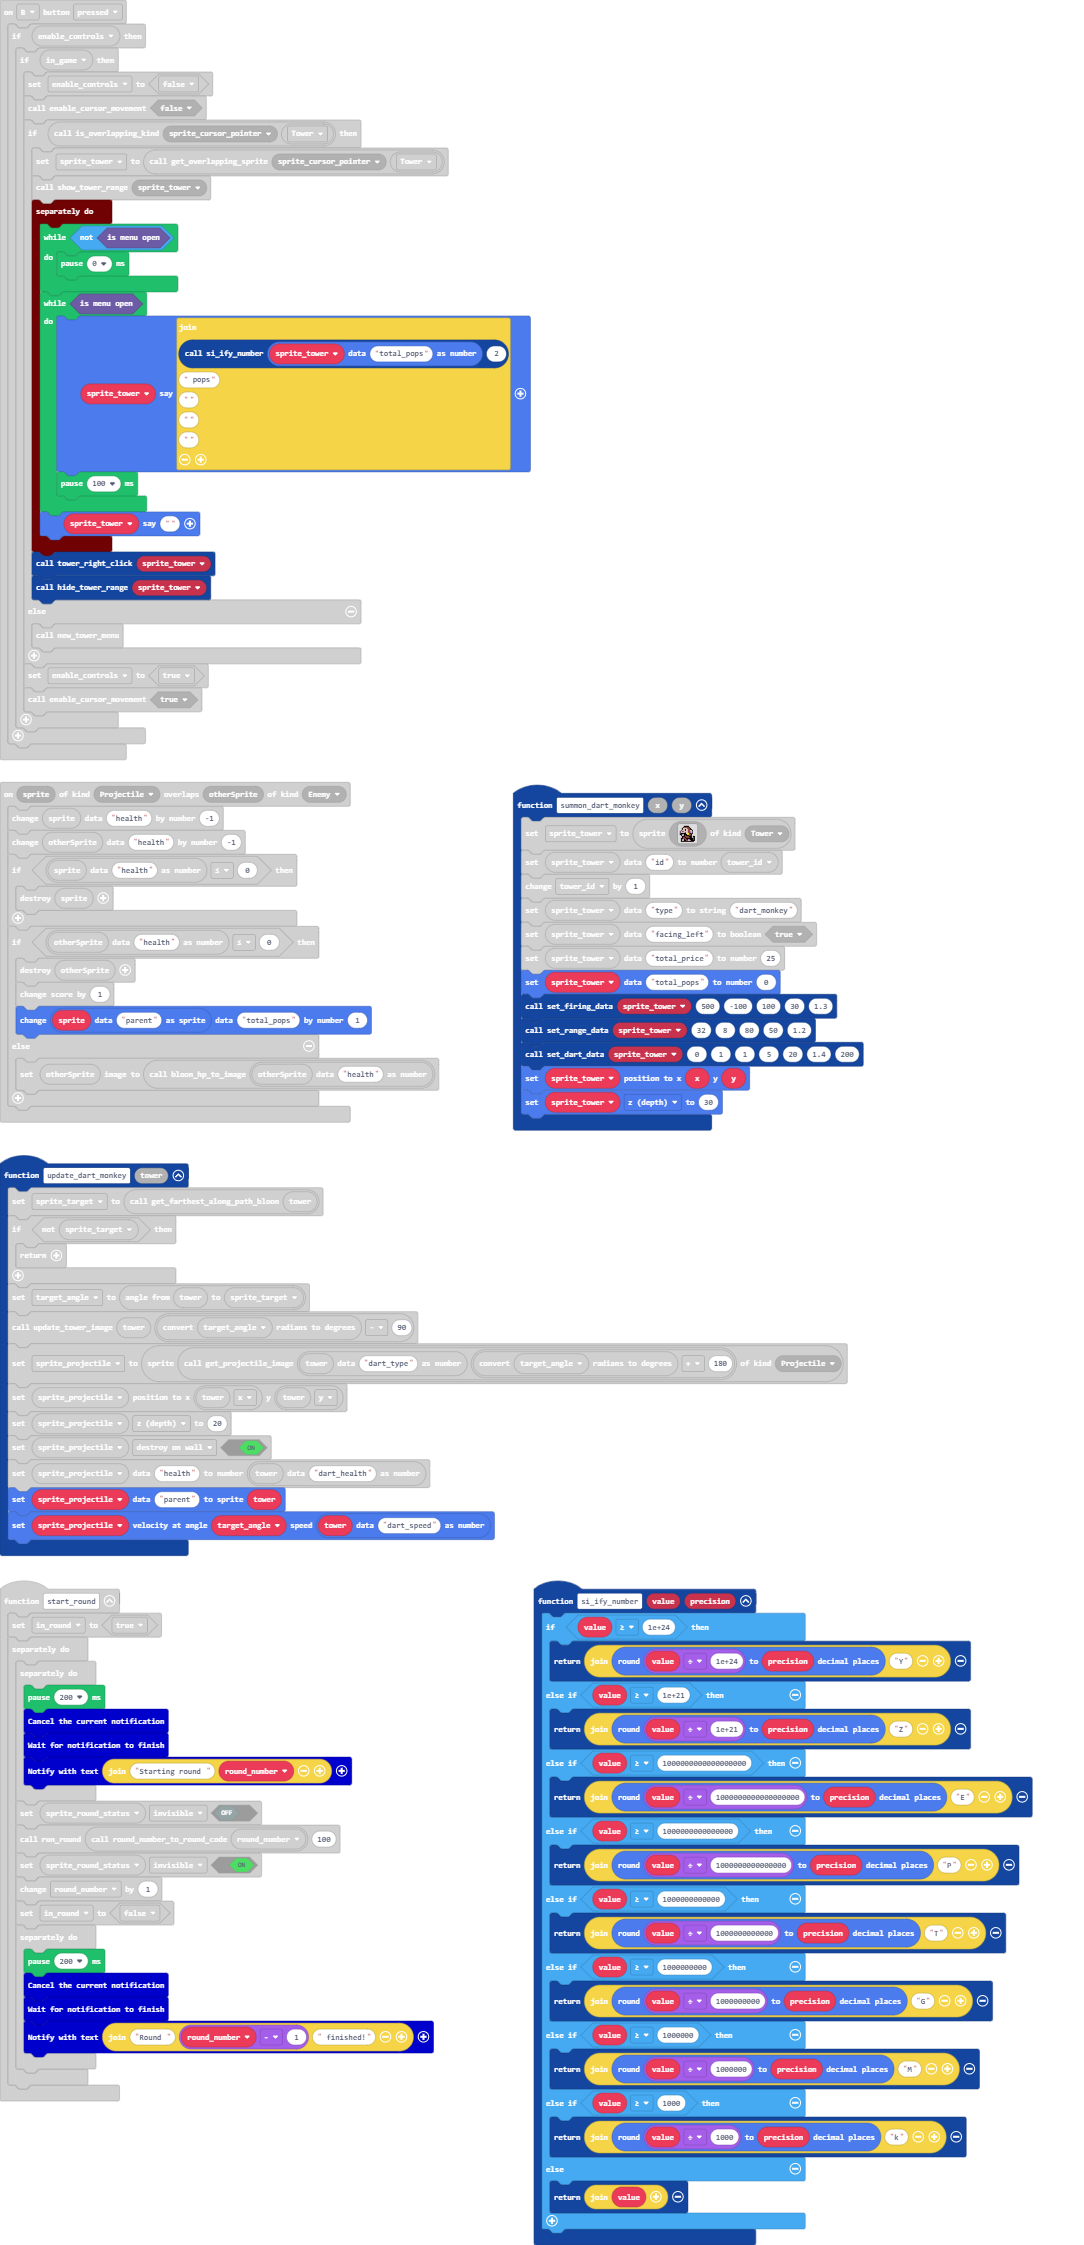 on B button pressed
if enable_controls then
if in_game then
set enable_controls to false
call enable_cursor_movement false
if call is_overlapping_kind sprite_cursor_pointer Tower then
set sprite_tower to call get_overlapping_sprite sprite_cursor_pointer Tower
call show_tower_range sprite_tower
separately do
while not is menu open
do pause 0 ms
while is menu open
do
join
call si_ify_number sprite_tower data "total_pops" as number 2
" pops"
sprite_tower say
""
""
""
pause 100 ms
sprite_tower say ""
call tower_right_click sprite_tower
call hide_tower_range sprite_tower
else
call new_tower_menu
set enable_controls to true
call enable_cursor_movement true
on sprite of kind Projectile overlaps otherSprite of kind Enemy
change sprite data "health" by number -1
change otherSprite data "health" by number -1
if sprite data "health" as number ≤ 0 then
destroy sprite
if otherSprite data "health" as number ≤ 0 then
destroy otherSprite
change score by 1
change sprite data "parent" as sprite data "total_pops" by number 1
else
set otherSprite image to call bloon_hp_to_image otherSprite data "health" as number
function summon_dart_monkey x y
set sprite_tower to sprite of kind Tower
set sprite_tower data "id" to number tower_id
change tower_id by 1
set sprite_tower data "type" to string "dart_monkey"
set sprite_tower data "facing_left" to boolean true
set sprite_tower data "total_price" to number 25
set sprite_tower data "total_pops" to number 0
call set_firing_data sprite_tower 500 -100 100 30 1.3
call set_range_data sprite_tower 32 8 80 50 1.2
call set_dart_data sprite_tower 0 1 1 5 20 1.4 200
set sprite_tower position to x x y y
set sprite_tower z (depth) to 30
function update_dart_monkey tower
set sprite_target to call get_farthest_along_path_bloon tower
if not sprite_target then
return
set target_angle to angle from tower to sprite_target
call update_tower_image tower convert target_angle radians to degrees - 90
set sprite_projectile to sprite call get_projectile_image tower data "dart_type" as number convert target_angle radians to degrees + 180 of kind Projectile
set sprite_projectile position to x tower x y tower y
set sprite_projectile z (depth) to 20
set sprite_projectile destroy on wall ON
set sprite_projectile data "health" to number tower data "dart_health" as number
set sprite_projectile data "parent" to sprite tower
set sprite_projectile velocity at angle target_angle speed tower data "dart_speed" as number
function start_round
set in_round to true
separately do
separately do
pause 200 ms
Cancel the current notification
Wait for notification to finish
Notify with text join "Starting round " round_number
set sprite_round_status invisible OFF
call run_round call round_number_to_round_code round_number 100
set sprite_round_status invisible ON
change round_number by 1
set in_round to false
separately do
pause 200 ms
Cancel the current notification
Wait for notification to finish
Notify with text join "Round " round_number - 1 " finished!"
function si_ify_number value precision
if value ≥ 1e+24 then
return join round value ÷ 1e+24 to precision decimal places "Y"
else if value ≥ 1e+21 then
return join round value ÷ 1e+21 to precision decimal places "Z"
else if value ≥ 1000000000000000000 then
return join round value ÷ 1000000000000000000 to precision decimal places "E"
else if value ≥ 1000000000000000 then
return join round value ÷ 1000000000000000 to precision decimal places "P"
else if value ≥ 1000000000000 then
return join round value ÷ 1000000000000 to precision decimal places "T"
else if value ≥ 1000000000 then
return join round value ÷ 1000000000 to precision decimal places "G"
else if value ≥ 1000000 then
return join round value ÷ 1000000 to precision decimal places "M"
else if value ≥ 1000 then
return join round value ÷ 1000 to precision decimal places "k"
else
return join value